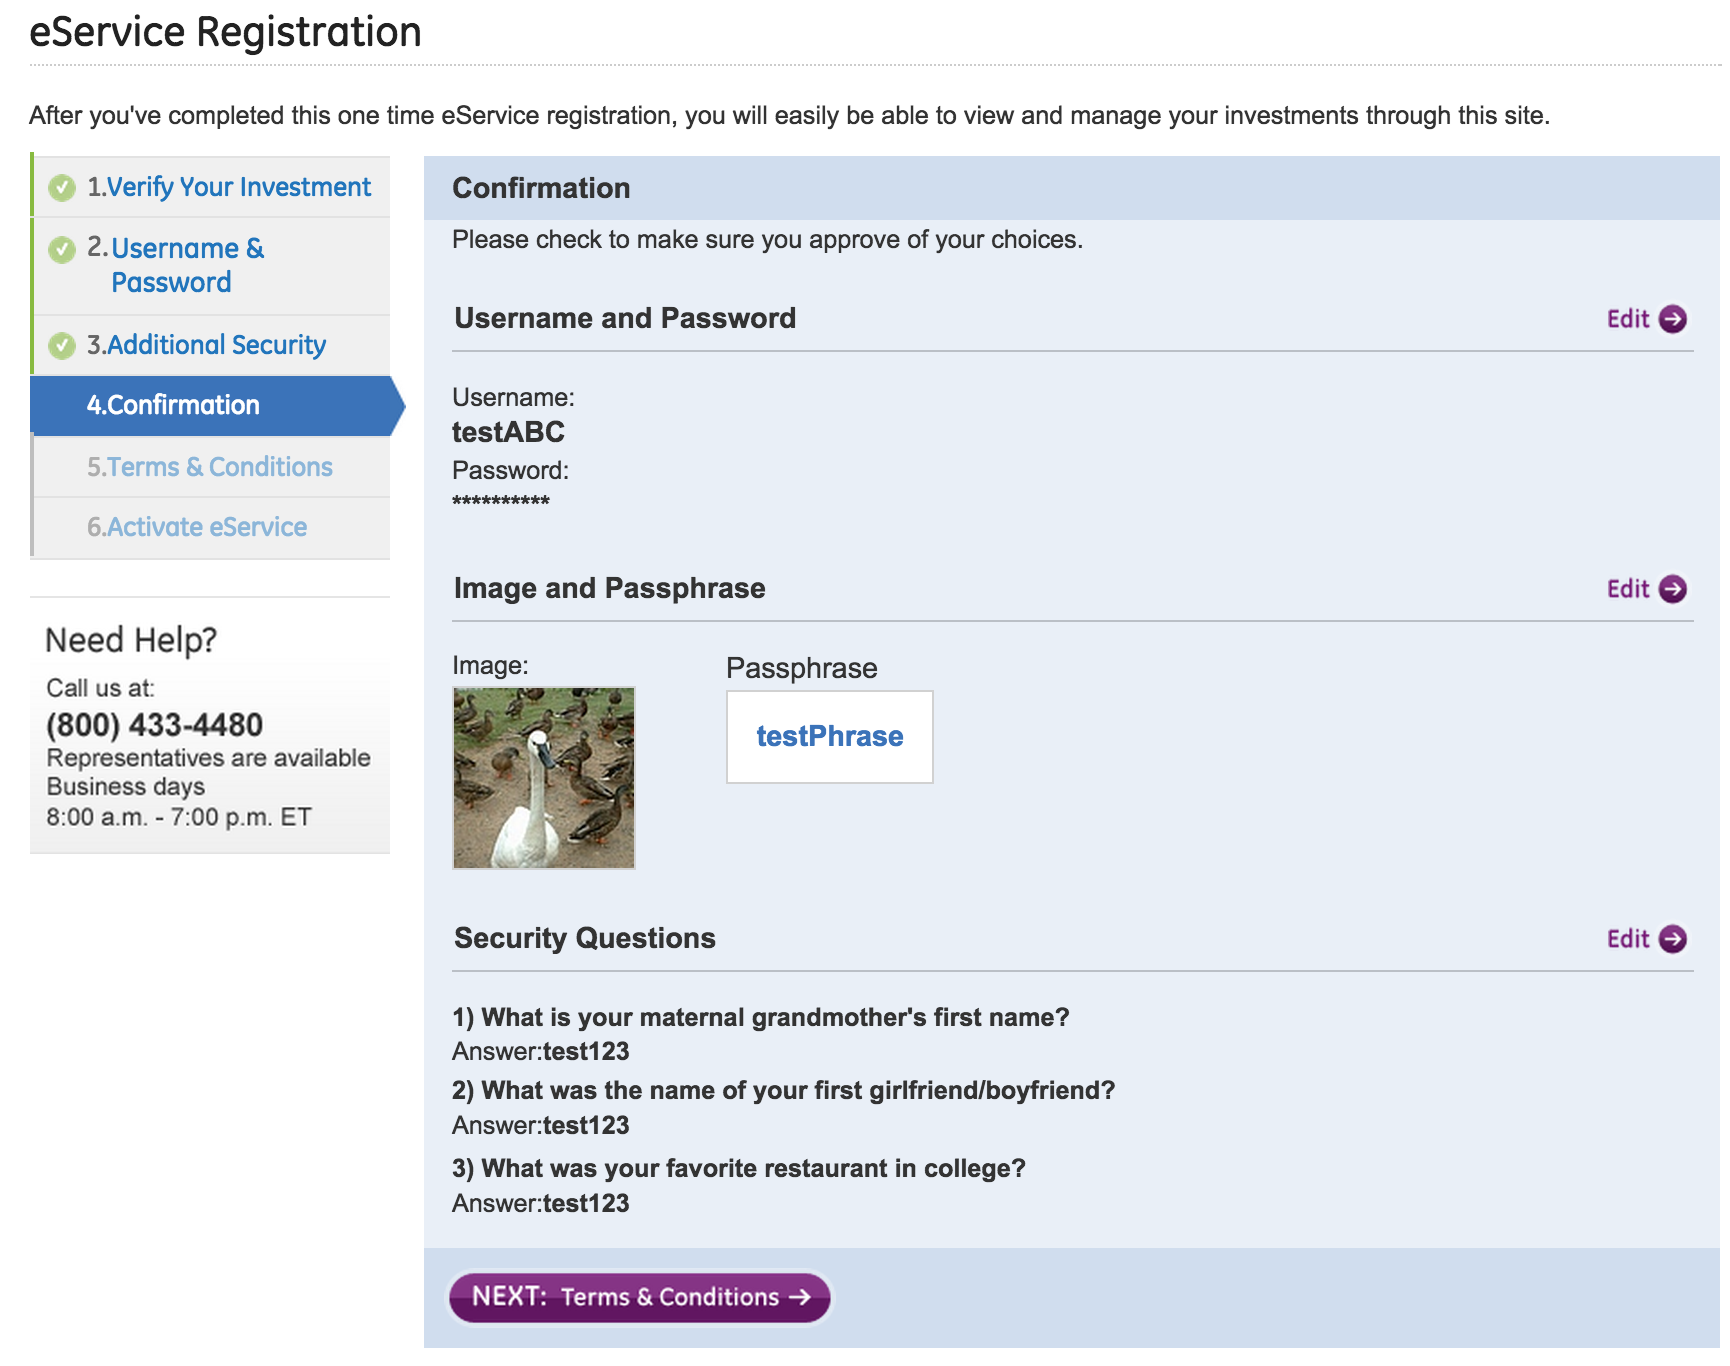 eService Registration
After you've completed this one time eService registration, you will easily be able to view and manage your investments through this site.
1.Verify Your Investment
2.Username &
Password
3.Additional Security
4.Confirmation
5.Terms & Conditions
6.Activate eService
Need Help?
Call us at:
(800) 433-4480
Representatives are available
Business days
8:00 a.m. - 7:00 p.m. ET
Confirmation
Please check to make sure you approve of your choices.
Username and Password Edit
Username:
testABC
Password:
**********
Image and Passphrase Edit
Image: Passphrase
testPhrase
Security Questions Edit
1) What is your maternal grandmother's first name?
Answer:test123
2) What was the name of your first girlfriend/boyfriend?
Answer:test123
3) What was your favorite restaurant in college?
Answer:test123
NEXT: Terms & Conditions →